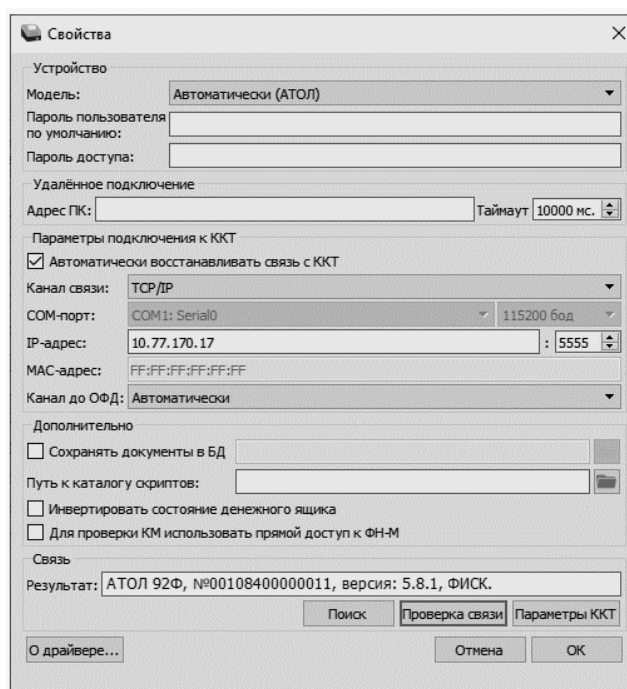 Свойства
Устройство
Модель: Автоматически (АТОЛ)
Пароль пользователя
по умолчанию:
Пароль доступа:
Удалённое подключение
Адрес ПК: Таймаут 10000 мс.
Параметры подключения к ККТ
Автоматически восстанавливать связь с ККТ
Канал связи: TCP/IP
COM-порт: COM1: Serial0 115200 бод
IP-адрес: 10.77.170.17 : 5555
MAC-адрес: FF:FF:FF:FF:FF:FF
Канал до ОФД: Автоматически
Дополнительно
Сохранять документы в БД
Путь к каталогу скриптов:
Инвертировать состояние денежного ящика
Для проверки КМ использовать прямой доступ к ФН-М
Связь
Результат: АТОЛ 92Ф, №00108400000011, версия: 5.8.1, ФИСК.
Поиск Проверка связи Параметры ККТ
О драйвере... Отмена ОК